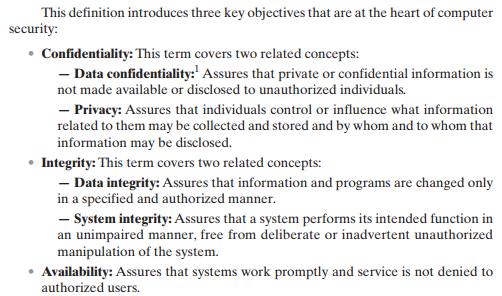 This definition introduces three key objectives that are at the heart of computer
security:
• Confidentiality: This term covers two related concepts:
— Data confidentiality:1 Assures that private or confidential information is
not made available or disclosed to unauthorized individuals.
— Privacy: Assures that individuals control or influence what information
related to them may be collected and stored and by whom and to whom that
information may be disclosed.
• Integrity: This term covers two related concepts:
— Data integrity: Assures that information and programs are changed only
in a specified and authorized manner.
— System integrity: Assures that a system performs its intended function in
an unimpaired manner, free from deliberate or inadvertent unauthorized
manipulation of the system.
• Availability: Assures that systems work promptly and service is not denied to
authorized users.